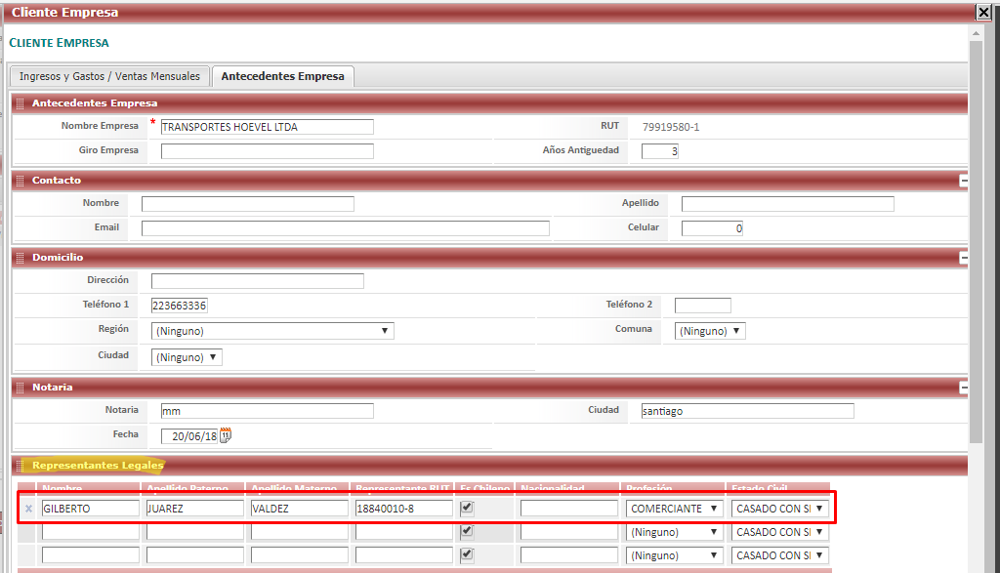 Cliente Empresa
CLIENTE EMPRESA
Ingresos y Gastos / Ventas Mensuales Antecedentes Empresa
Antecedentes Empresa
Nombre Empresa * TRANSPORTES HOEVEL LTDA RUT 79919580-1
Giro Empresa Años Antiguedad 3
Contacto
Nombre Apellido
Email Celular 0
Domicilio
Dirección
Teléfono 1 223663336 Teléfono 2
Región (Ninguno) Comuna (Ninguno)
Ciudad (Ninguno)
Notaria
Notaria mm Ciudad santiago
Fecha 20/06/18 11
Representantes Legales
Nombre Apellido Paterno Apellido Materno Representante RUT Es Chileno Nacionalidad Profesión Estado Civil
x GILBERTO JUAREZ VALDEZ 18840010-8 COMERCIANTE CASADO CON SI
(Ninguno) CASADO CON SI
(Ninguno) CASADO CON SI